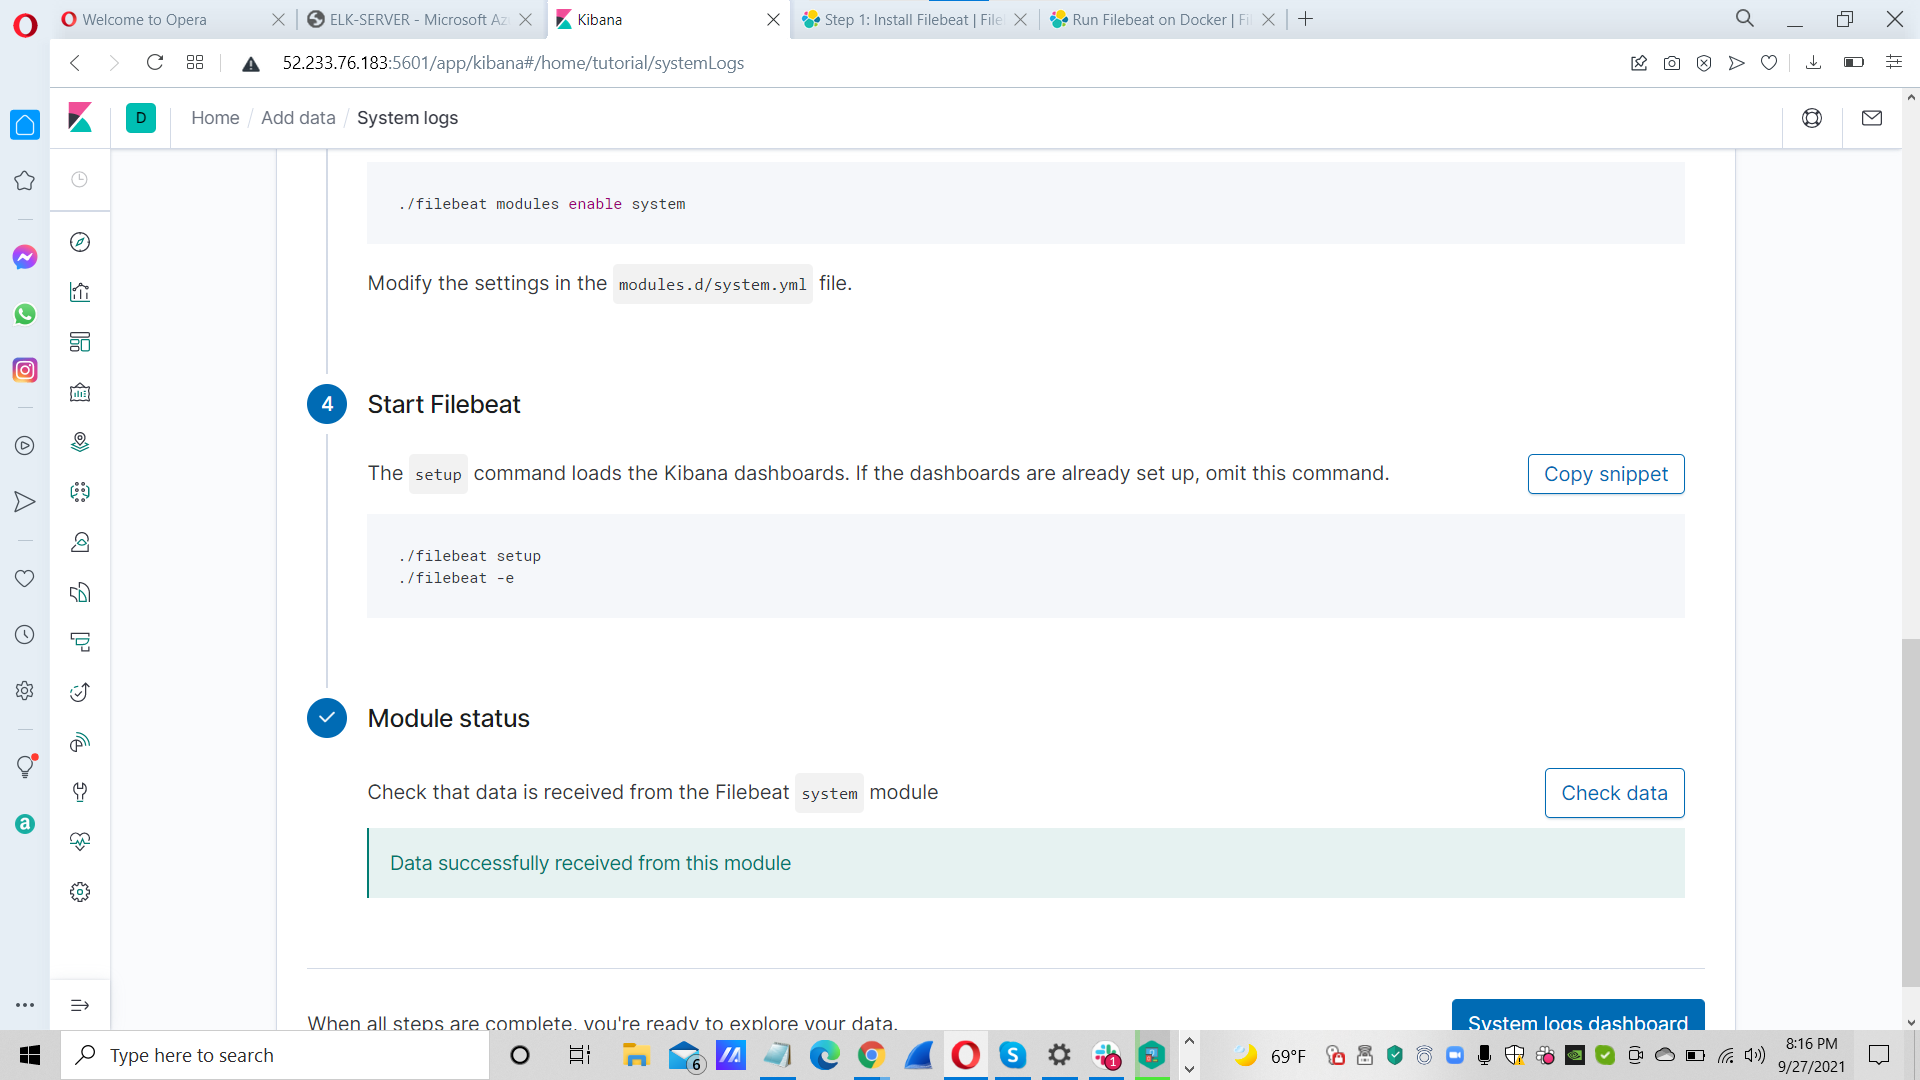 Welcome to Opera
ELK-SERVER - Microsoft Az
Kibana
Step 1: Install Filebeat | File
Run Filebeat on Docker | Fi
52.233.76.183:5601/app/kibana#/home/tutorial/systemLogs
D
Home / Add data / System logs
./filebeat modules enable system
Modify the settings in the modules.d/system.yml file.
4 Start Filebeat
The setup command loads the Kibana dashboards. If the dashboards are already set up, omit this command.
Copy snippet
./filebeat setup
./filebeat -e
Module status
Check that data is received from the Filebeat system module
Check data
Data successfully received from this module
When all steps are complete, you're ready to explore your data.
System logs dashboard
a
Type here to search
6
S
1
69°F
8:16 PM
9/27/2021